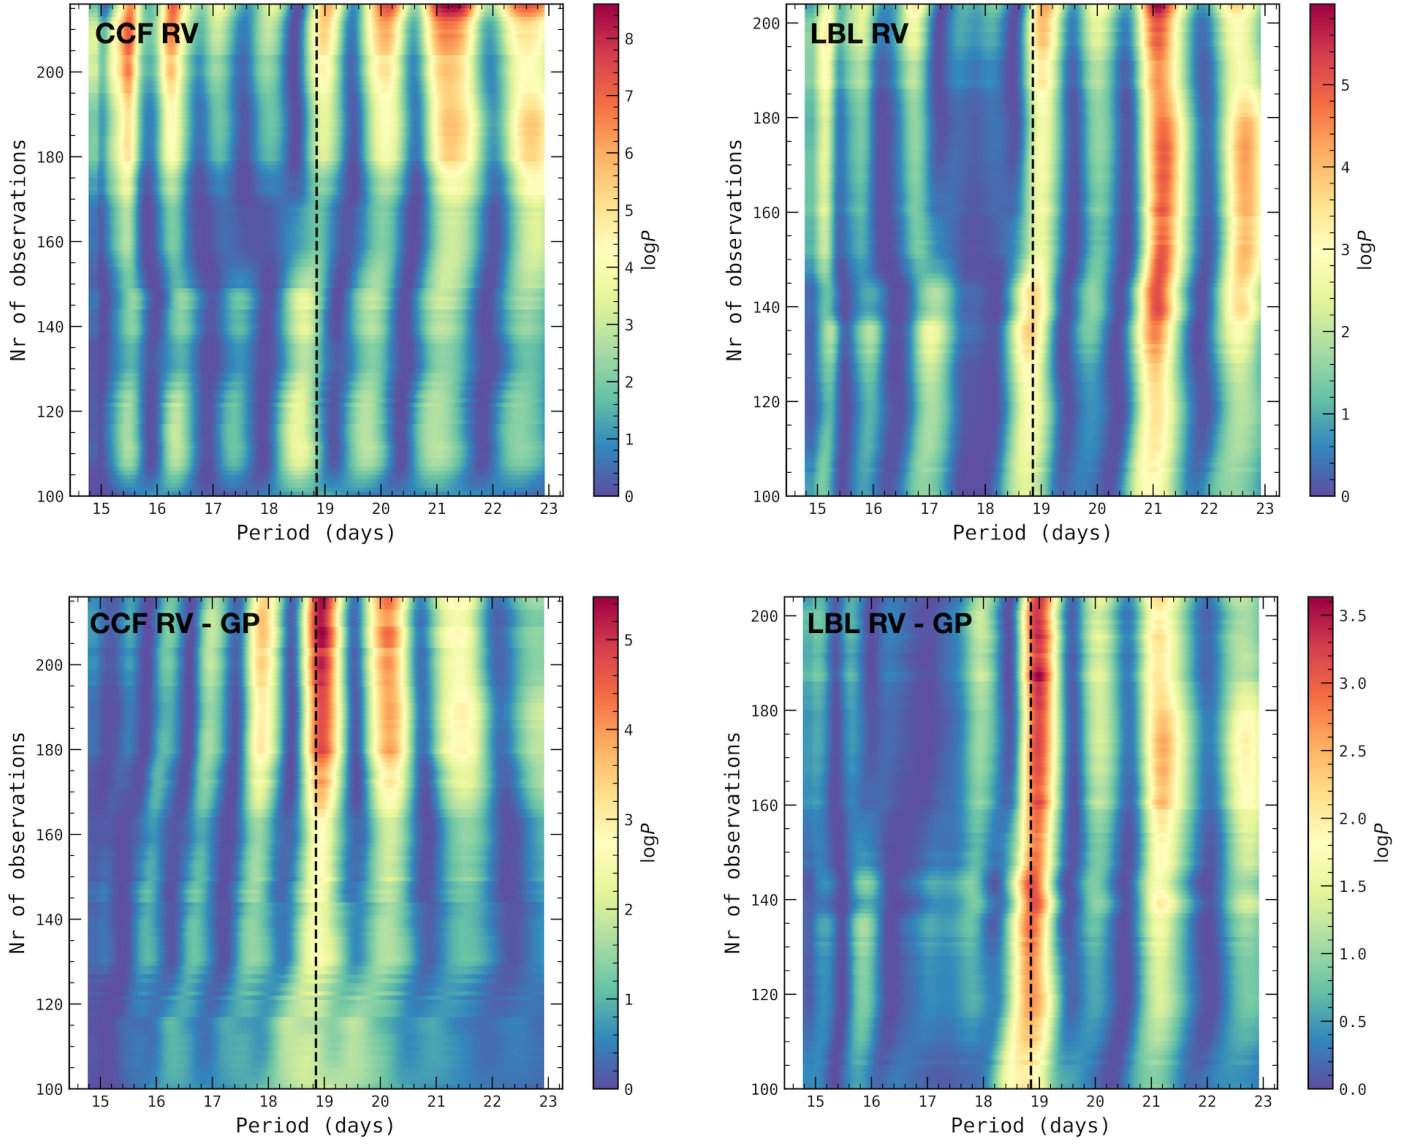 CCF RV
200
180
160
140
120
100
Nr of observations
15 16 17 18 19 20 21 22 23
Period (days)
8
7
6
5
4
3
2
1
0
logP
LBL RV
200
180
160
140
120
100
Nr of observations
15 16 17 18 19 20 21 22 23
Period (days)
5
4
3
2
1
0
logP
CCF RV - GP
200
180
160
140
120
100
Nr of observations
15 16 17 18 19 20 21 22 23
Period (days)
5
4
3
2
1
0
logP
LBL RV - GP
200
180
160
140
120
100
Nr of observations
15 16 17 18 19 20 21 22 23
Period (days)
3.5
3.0
2.5
2.0
1.5
1.0
0.5
0.0
logP